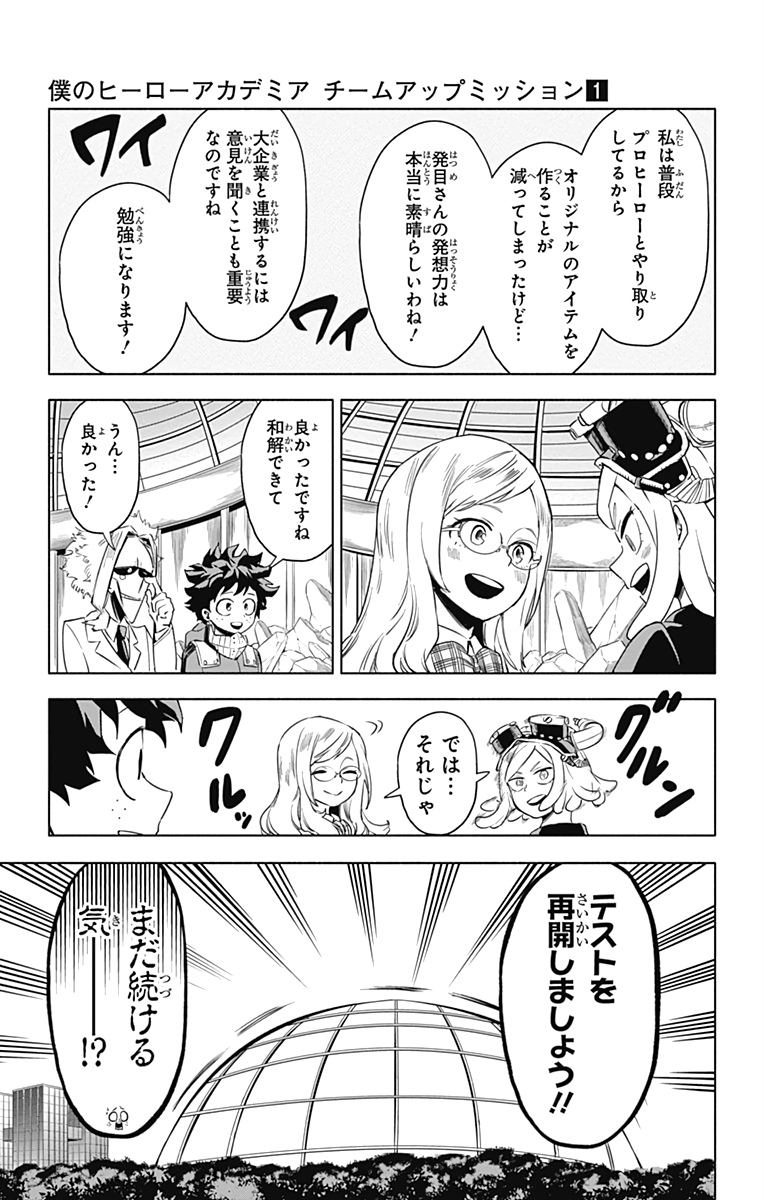 僕のヒーローアカデミア チームアップミッション1
私は普段
プロヒーローとやり取り
してるから
オリジナルのアイテムを
作ることが
減ってしまったけど…
発目さんの発想力は
本当に素晴らしいわね!
ワイ
大企業と連携するには
意見を聞くことも重要
なのですね
勉強になります!
ワイ
良かったですね
和解できて
うん…
良かった!
では…
それじゃ
グルッ
グルッ
テストを
再開しましょう!!
まだ続ける
気――!?